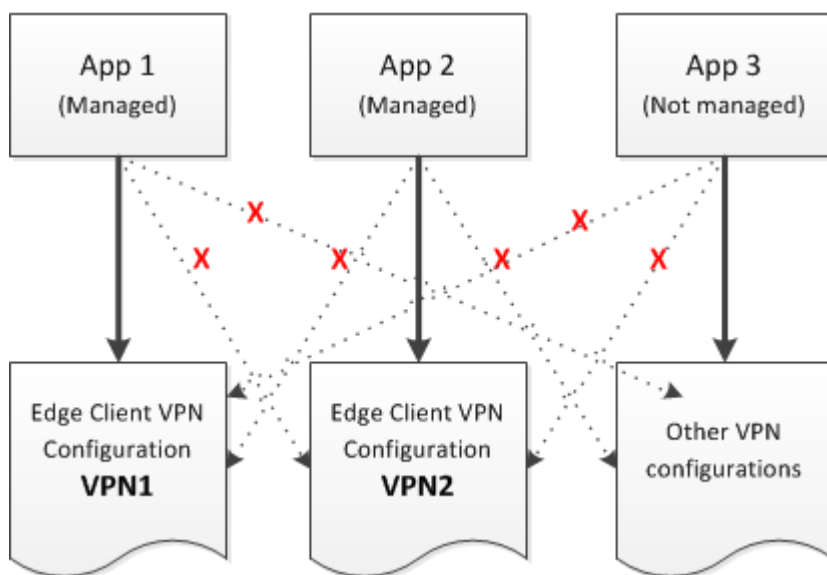 App 1
(Managed)
App 2
(Managed)
App 3
(Not managed)
X
X
X
X
X
X
Edge Client VPN
Configuration
VPN1
Edge Client VPN
Configuration
VPN2
Other VPN
configurations